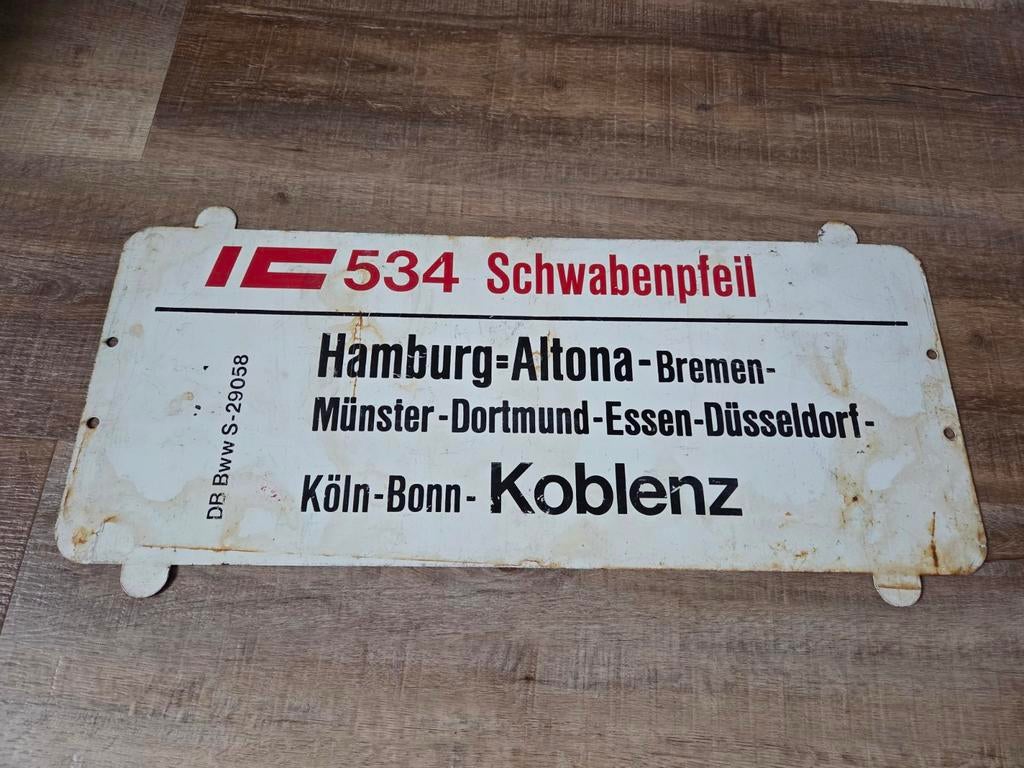 IC 534 Schwabenpfeil
Hamburg=Altona-Bremen-
Münster-Dortmund-Essen-Düsseldorf-
Köln-Bonn- Koblenz
DB Bww S-29058